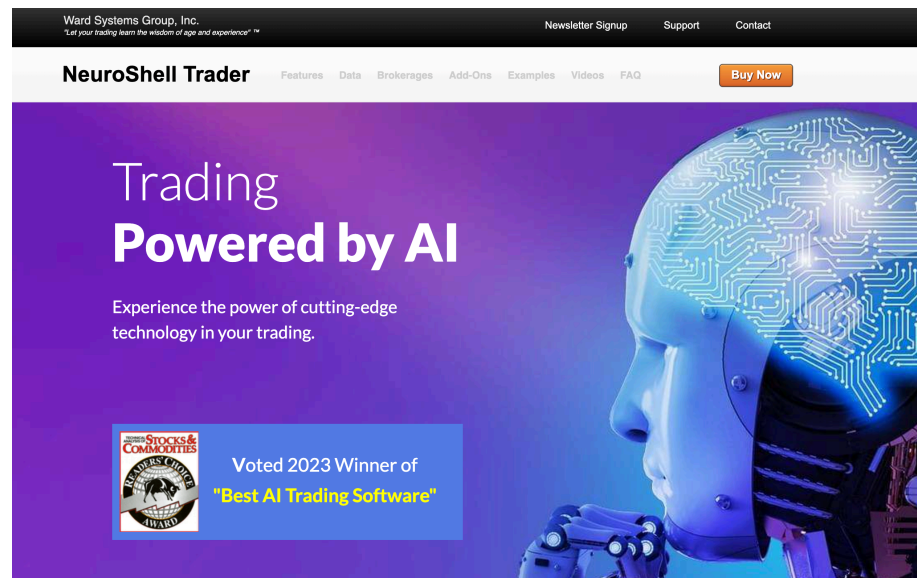 Ward Systems Group, Inc.
"Let your trading learn the wisdom of age and experience" ™
Newsletter Signup Support Contact
NeuroShell Trader Features Data Brokerages Add-Ons Examples Videos FAQ Buy Now
Trading
Powered by AI
Experience the power of cutting-edge
technology in your trading.
TECHNICAL ANALYSIS OF STOCKS &
COMMODITIES
READERS' CHOICE
AWARD
Voted 2023 Winner of
"Best AI Trading Software"